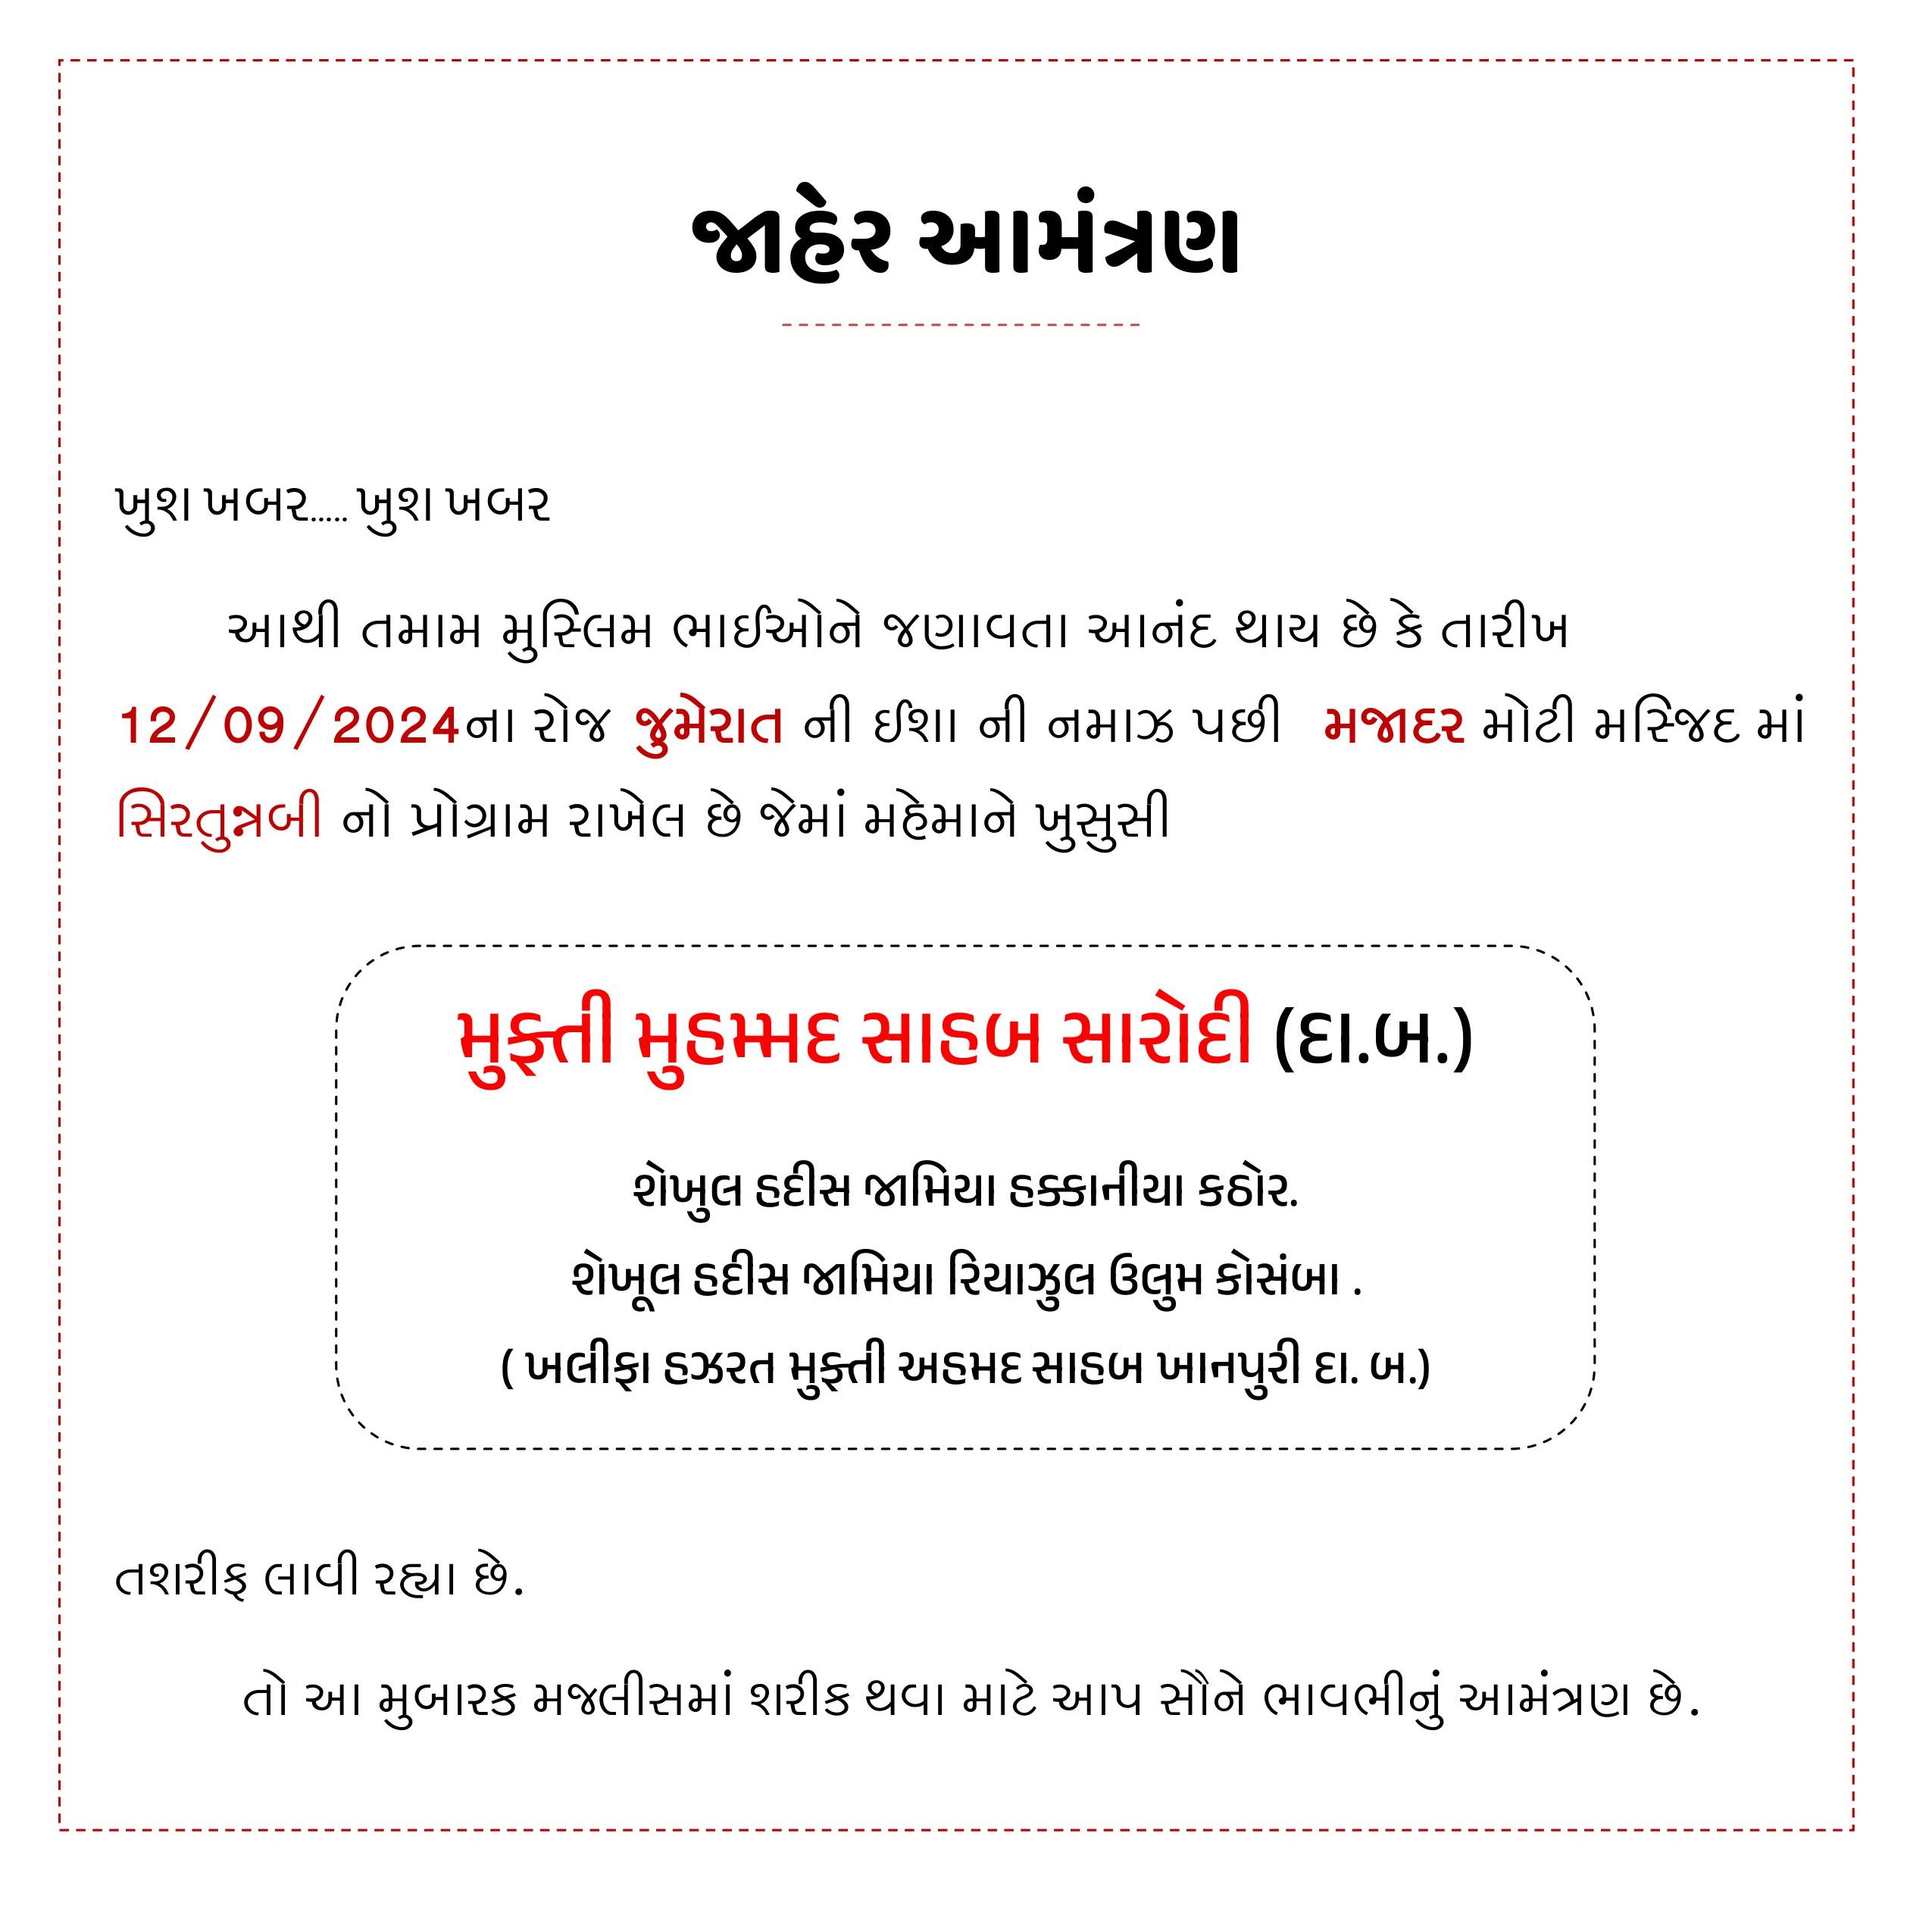 જાહેર આમંત્રણ
ખુશ ખબર..... ખુશ ખબર
આથી તમામ મુસ્લિમ ભાઈઓને જણાવતા આનંદ થાય છે કે તારીખ
12/09/2024ના રોજ જુમેરાત ની ઈશા ની નમાઝ પછી મજાદર મોટી મસ્જિદ માં
સિરતુન્નબી નો પ્રોગ્રામ રાખેલ છે જેમાં મહેમાને ખુસુસી
મુફતી મુહમ્મદ સાહબ સારોદી (દા.બ.)
શેખુલ હદીસ જામિયા હક્કાનીયા કઠોર.
શેખૂલ હદીસ જામિયા રિયાઝુલ ઉલુમ કોસંબા .
( ખલીફા હઝરત મુફતી અહમદ સાહબ ખાનપુરી દા. બ.)
તશરીફ લાવી રહ્યા છે.
તો આ મુબારક મજલીસમાં શરીક થવા માટે આપ સૌને ભાવભીનું આમંત્રણ છે.